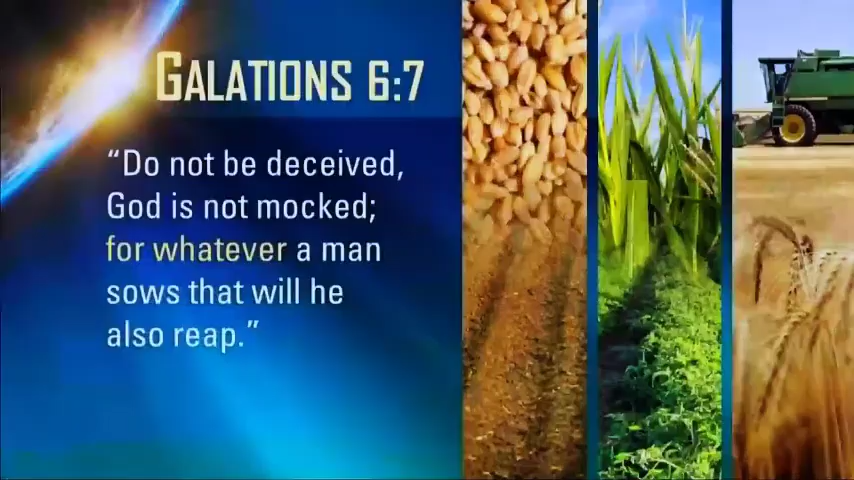 GALATIONS 6:7
“Do not be deceived,
God is not mocked;
for whatever a man
sows that will he
also reap.”